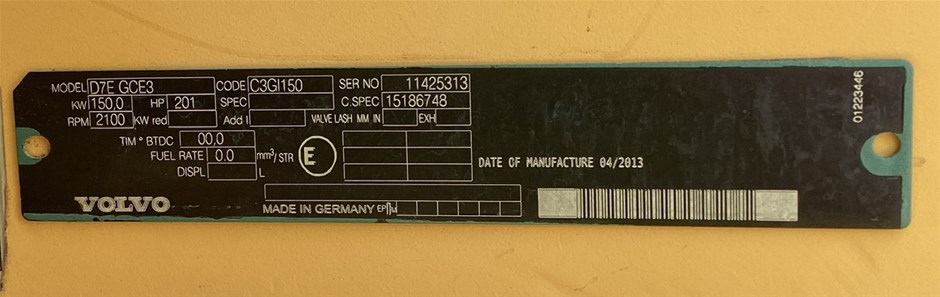 MODEL D7E GCE3 CODE C3GI150 SER NO 11425313
KW 150,0 HP 201 SPEC C.SPEC 15186748
RPM 2100 KW red Add I VALVE LASH MM IN EXH
TIM ° BTDC 00,0
FUEL RATE 0.0 mm³/STR E
DISPL L
DATE OF MANUFACTURE 04/2013
VOLVO
MADE IN GERMANY
01223446